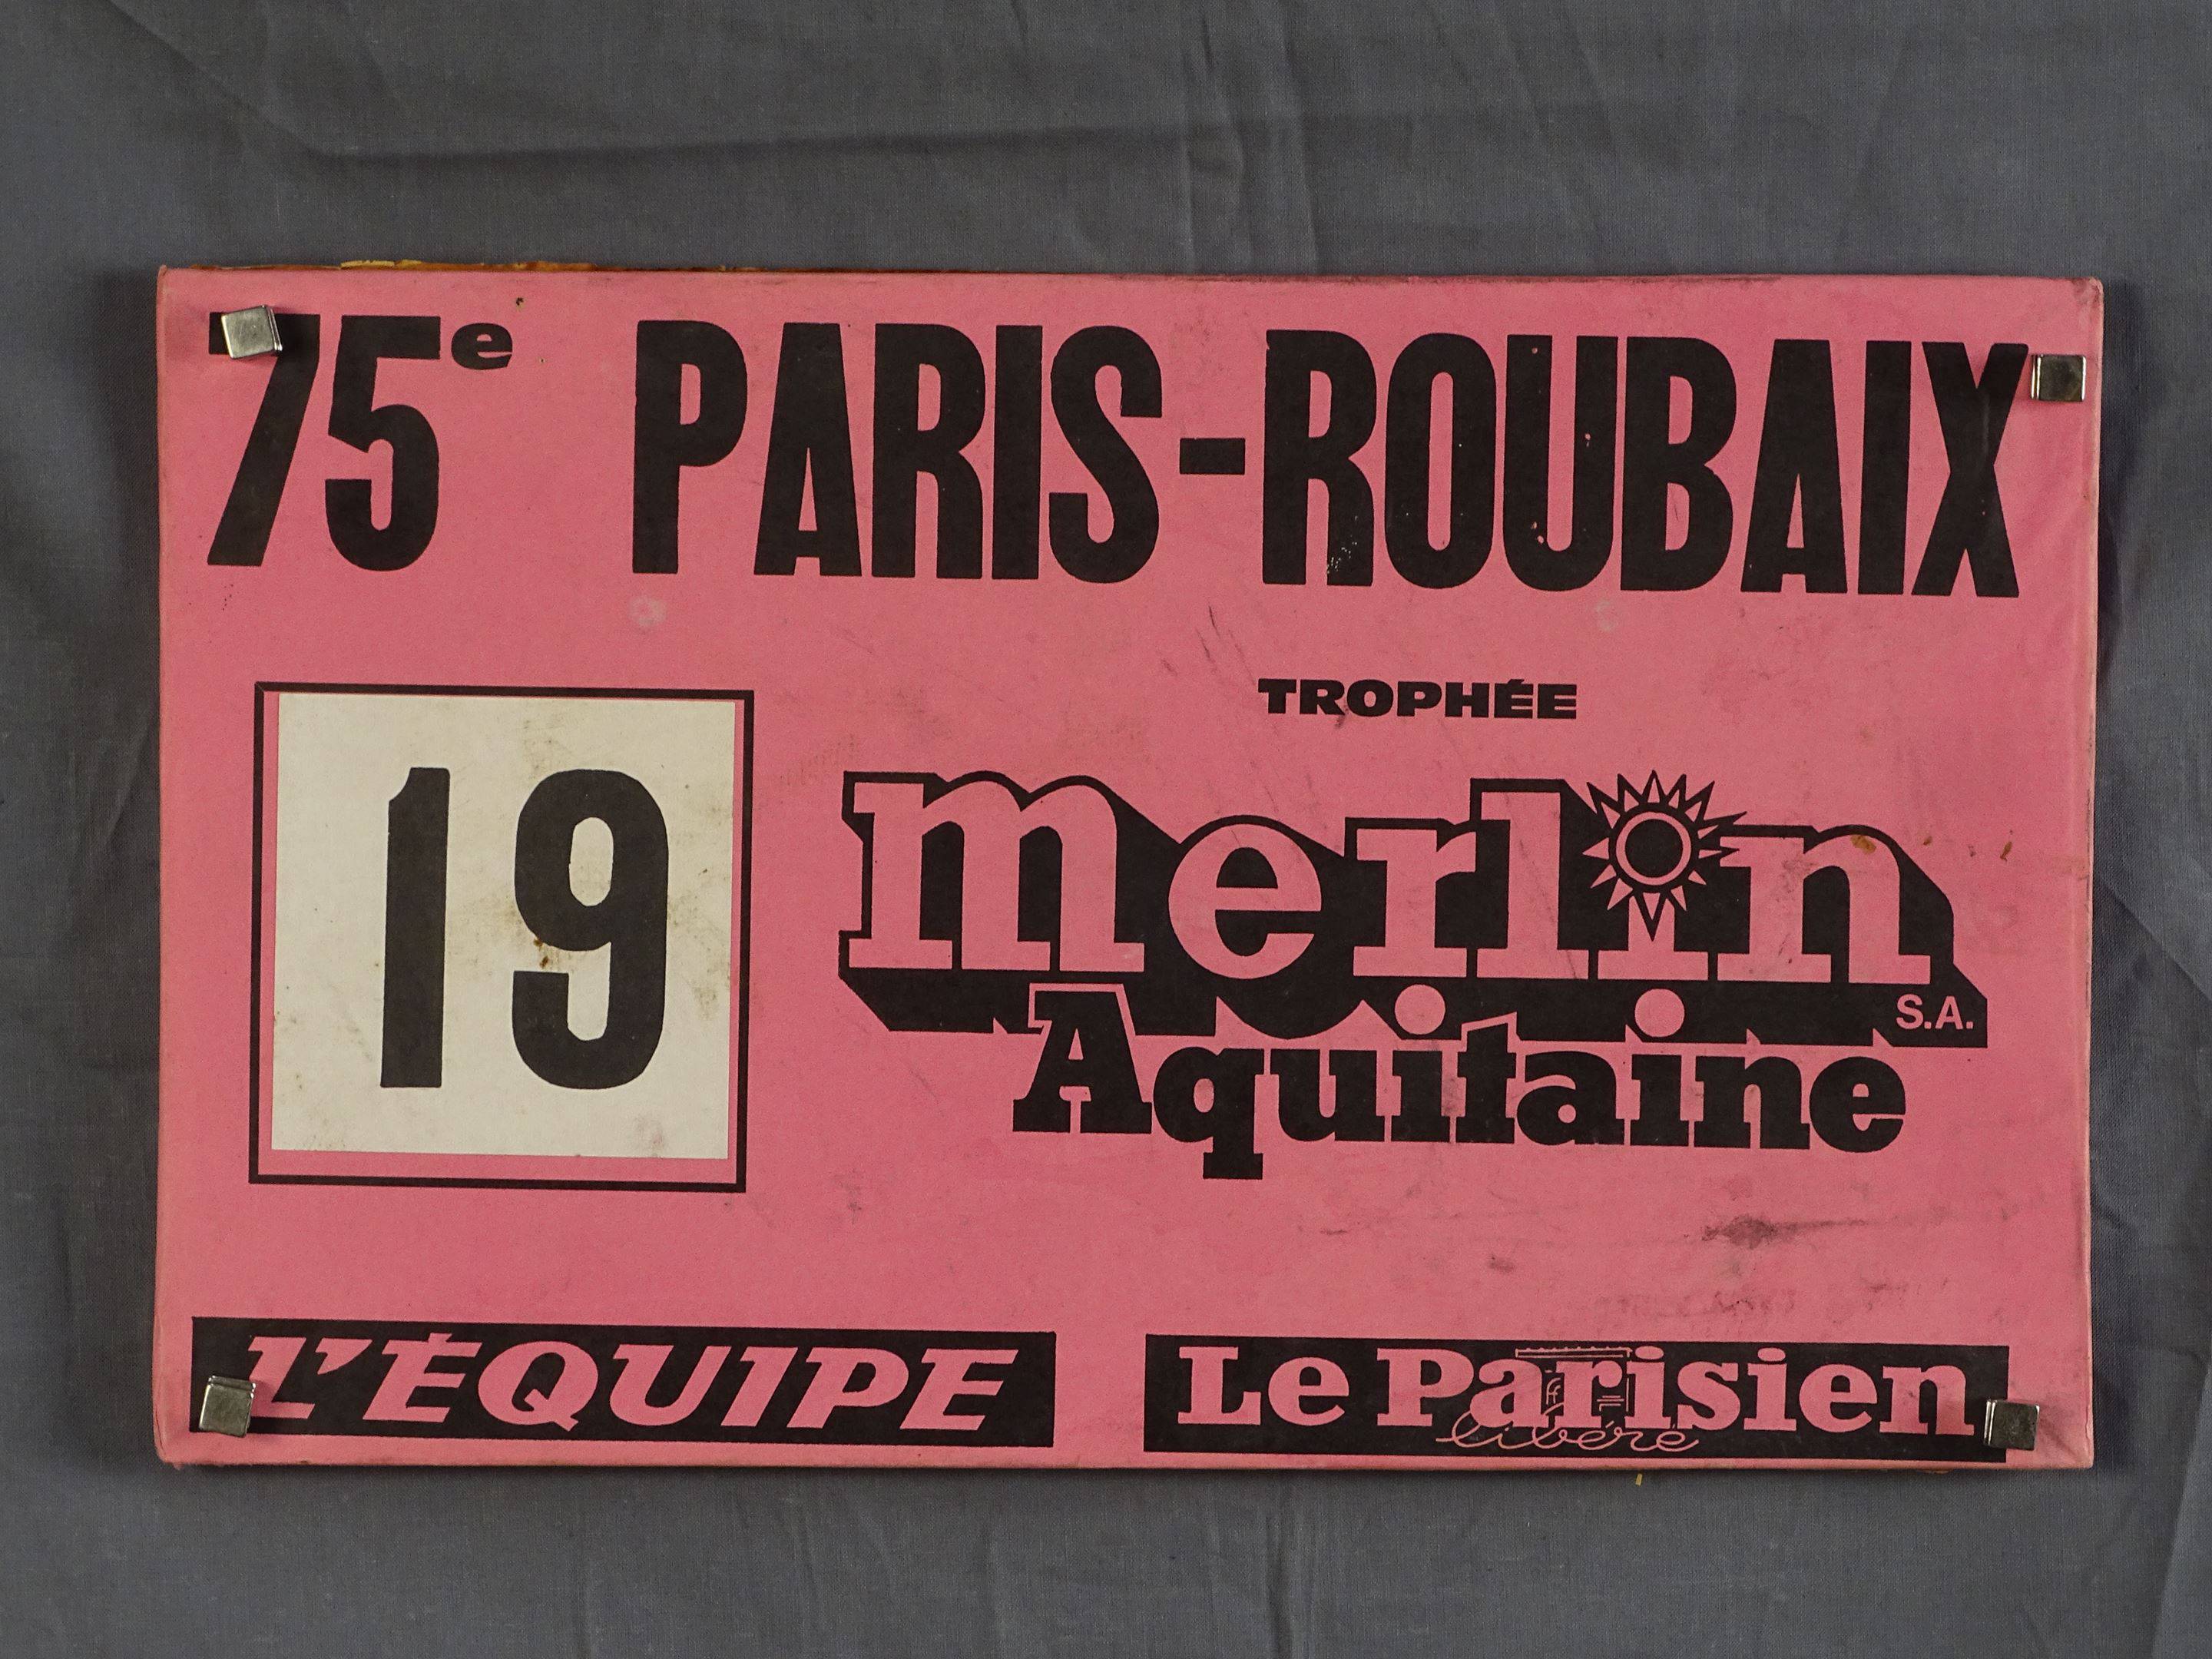 75e PARIS-ROUBAIX
TROPHÉE
19
merlin
S.A.
Aquitaine
L'ÉQUIPE
Le Parisien
libéré